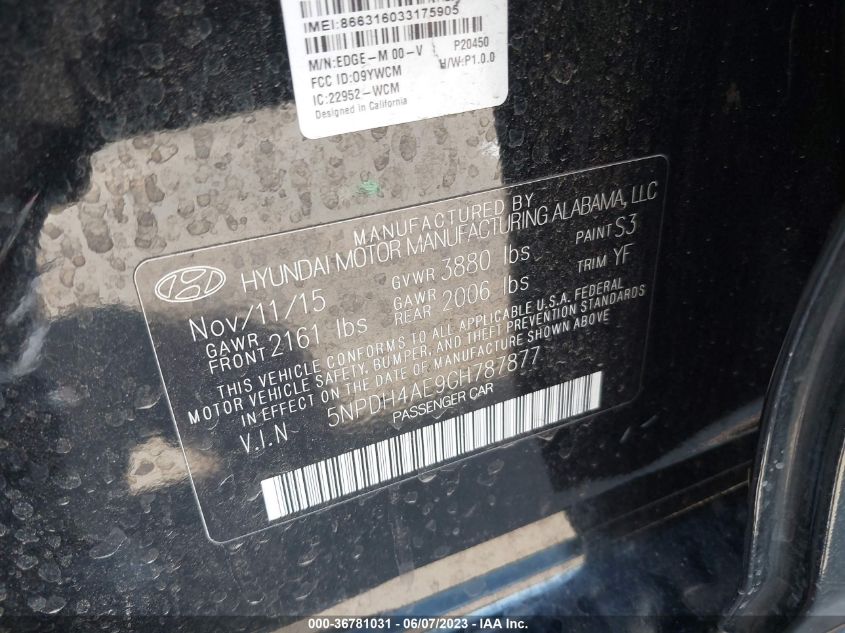 IMEI: 866316033175905
M/N: EDGE-M 00-V P20450
FCC ID: O9YWCM H/W:P1.0.0
IC: 22952-WCM
Designed in California
MANUFACTURED BY
HYUNDAI MOTOR MANUFACTURING ALABAMA, LLC
Nov/11/15 GVWR 3880 lbs PAINT S3
GAWR FRONT 2161 lbs GAWR REAR 2006 lbs TRIM YF
THIS VEHICLE CONFORMS TO ALL APPLICABLE U.S.A. FEDERAL
MOTOR VEHICLE SAFETY, BUMPER, AND THEFT PREVENTION STANDARDS
IN EFFECT ON THE DATE OF MANUFACTURE SHOWN ABOVE
V.I.N 5NPDH4AE9GH787877
PASSENGER CAR
000-36781031 - 06/07/2023 - IAA Inc.